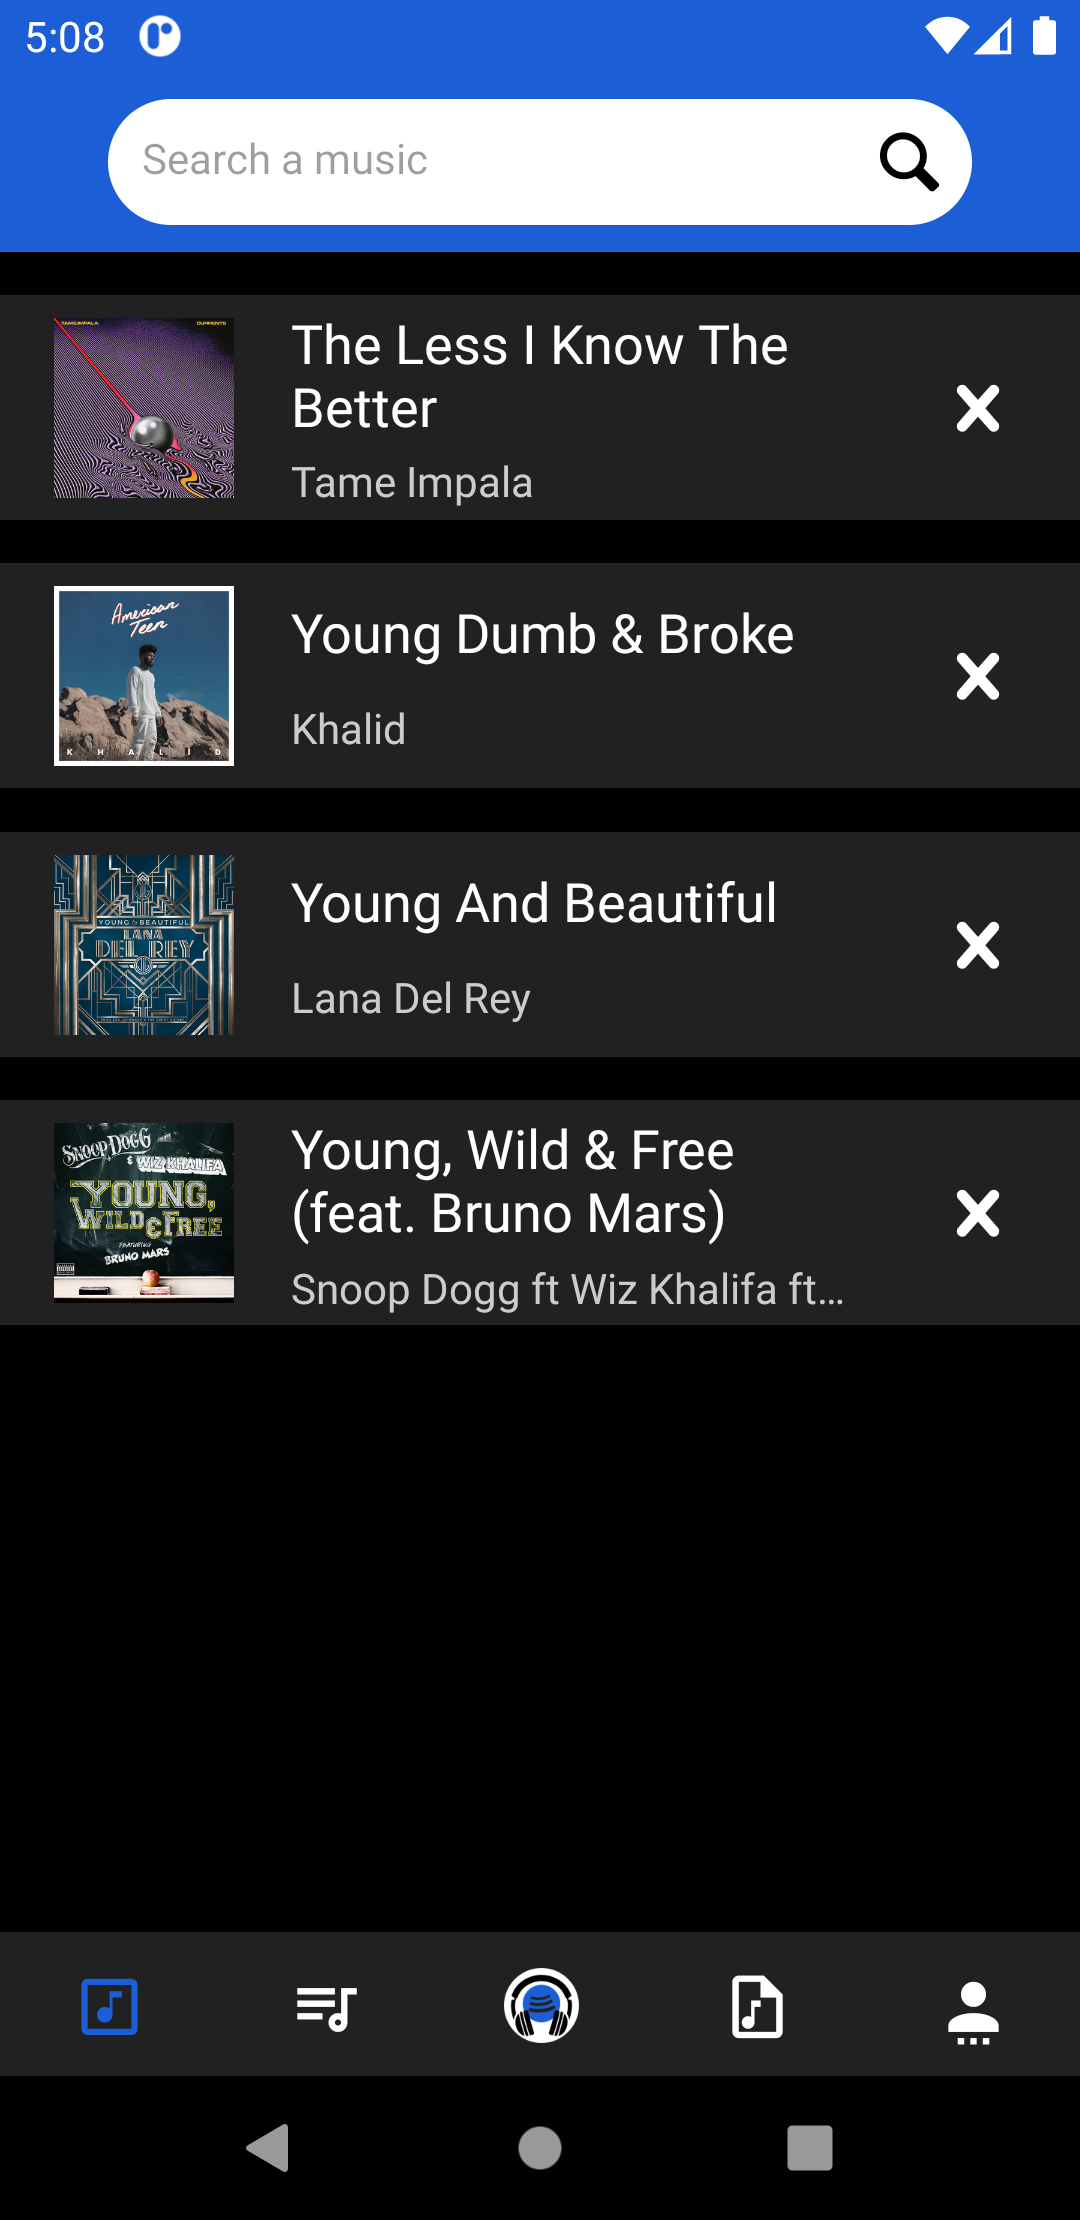 5:08
Search a music
TAME IMPALA
CURRENTS
The Less I Know The
Better
Tame Impala
American
Teen
K H A L I D
Young Dumb & Broke
Khalid
YOUNG & BEAUTIFUL
LANA
DEL REY
Young And Beautiful
Lana Del Rey
SNOOP DOGG
& WIZ KHALIFA
YOUNG,
WILD & FREE
FEATURING
BRUNO MARS
Young, Wild & Free
(feat. Bruno Mars)
Snoop Dogg ft Wiz Khalifa ft...